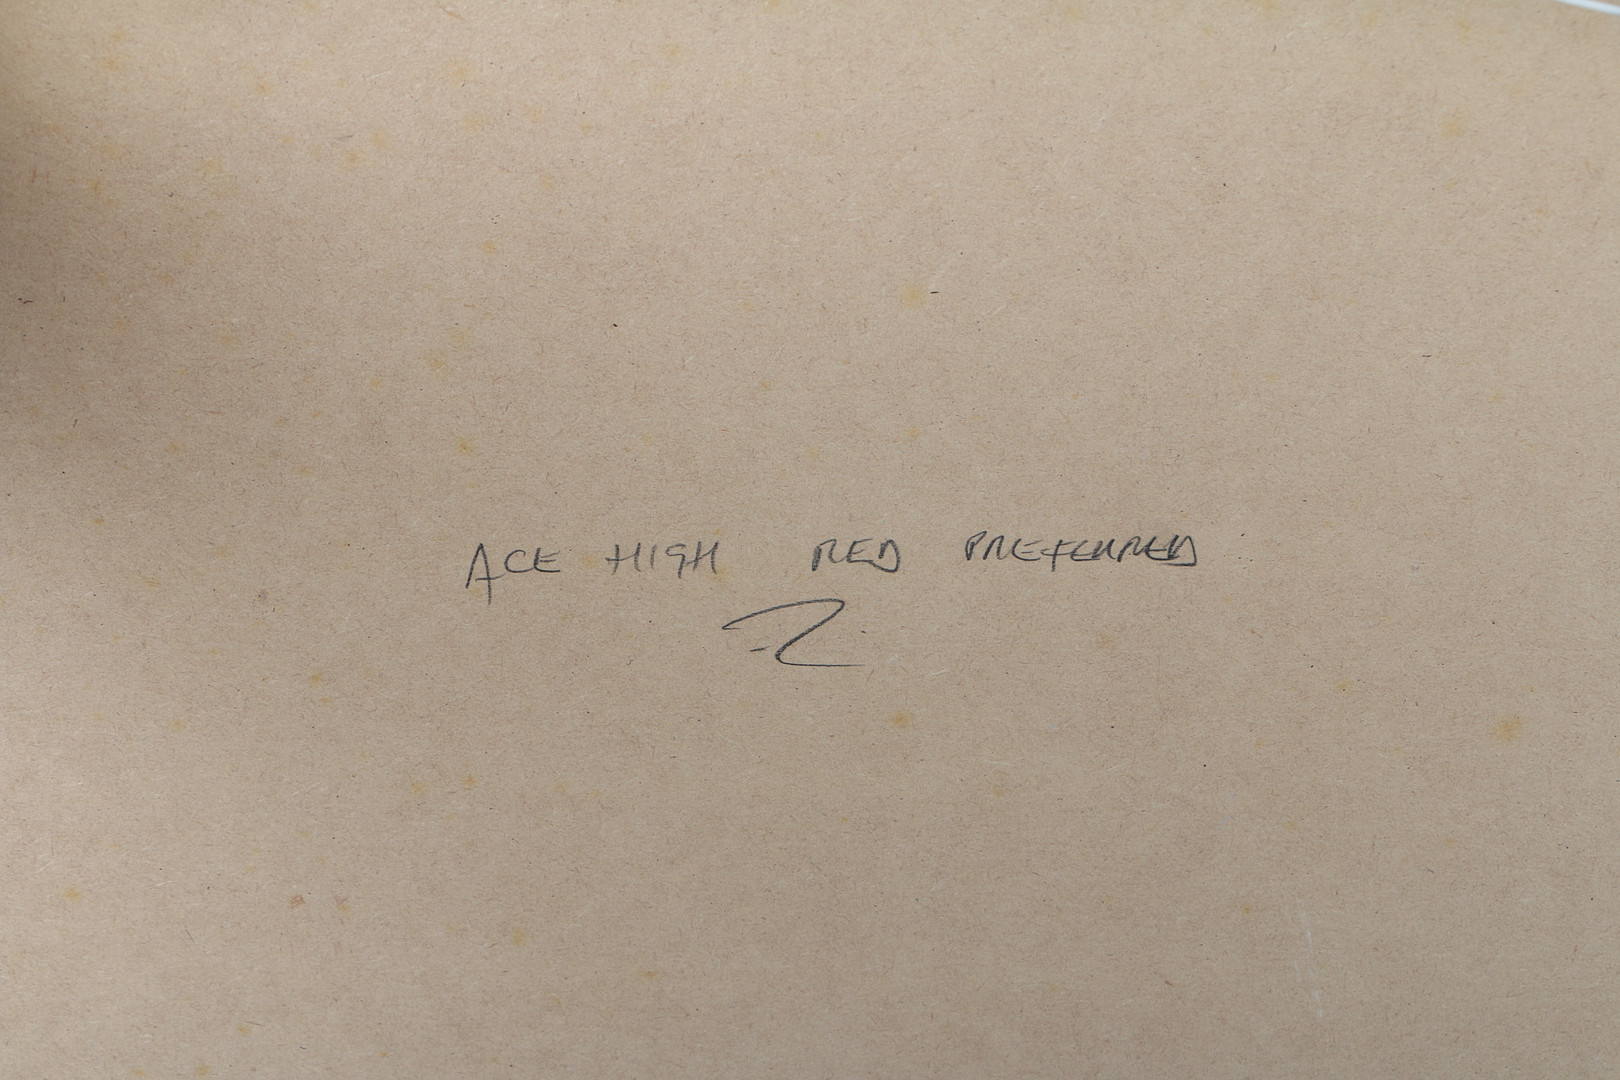 ACE HIGH RED PREFERRED